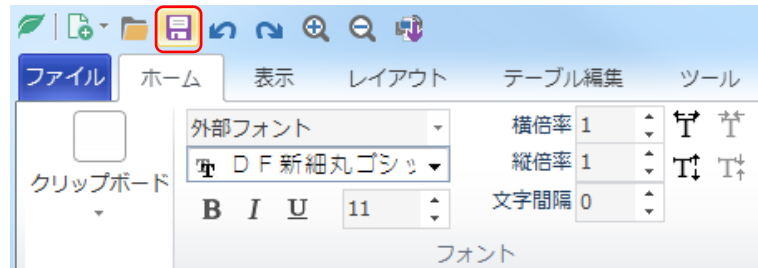 ファイル ホーム 表示 レイアウト テーブル編集 ツール
外部フォント 横倍率 1
DF新細丸ゴシッ 縦倍率 1
クリップボード
B I U 11 文字間隔 0
フォント